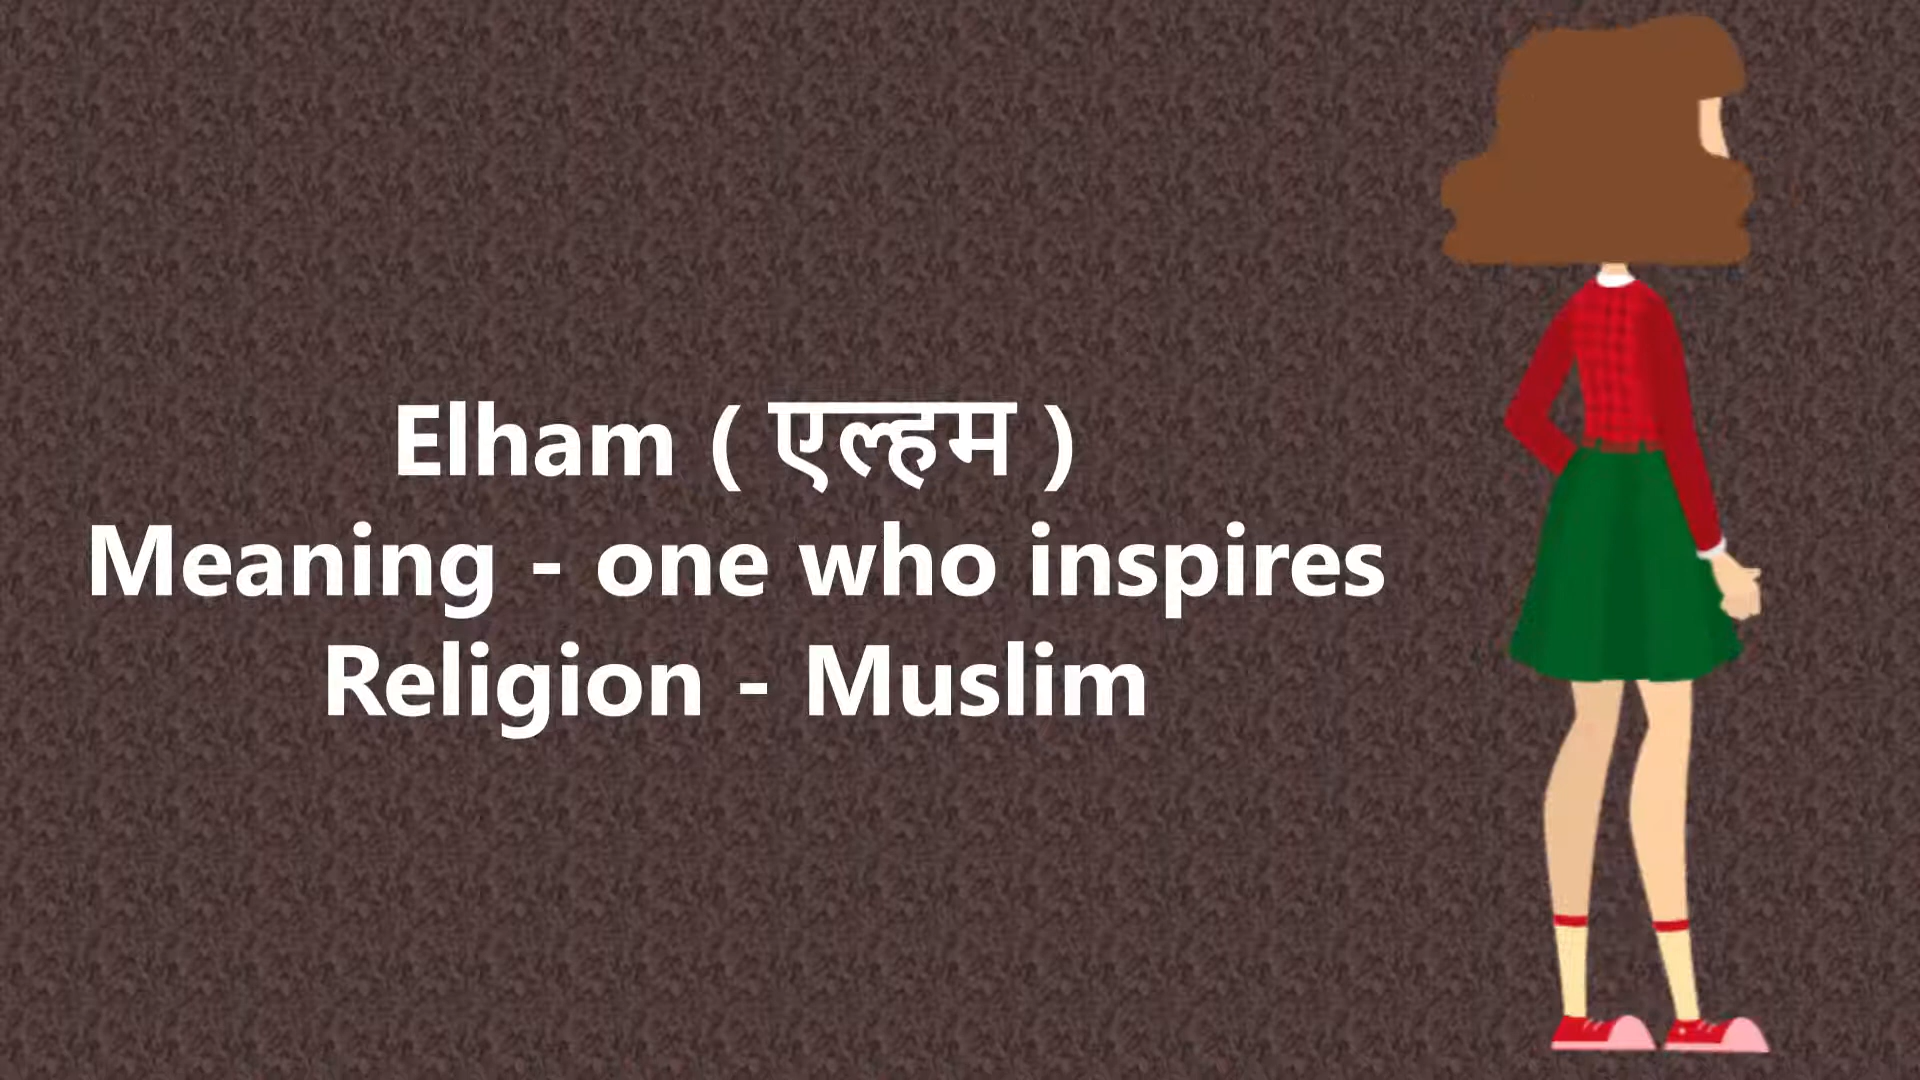 Elham ( एल्हम )
Meaning - one who inspires
Religion - Muslim